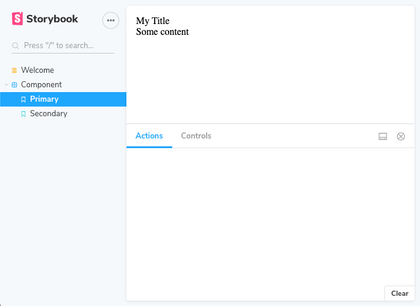 Storybook
Press "/" to search...
Welcome
Component
Primary
Secondary
My Title
Some content
Actions Controls
Clear